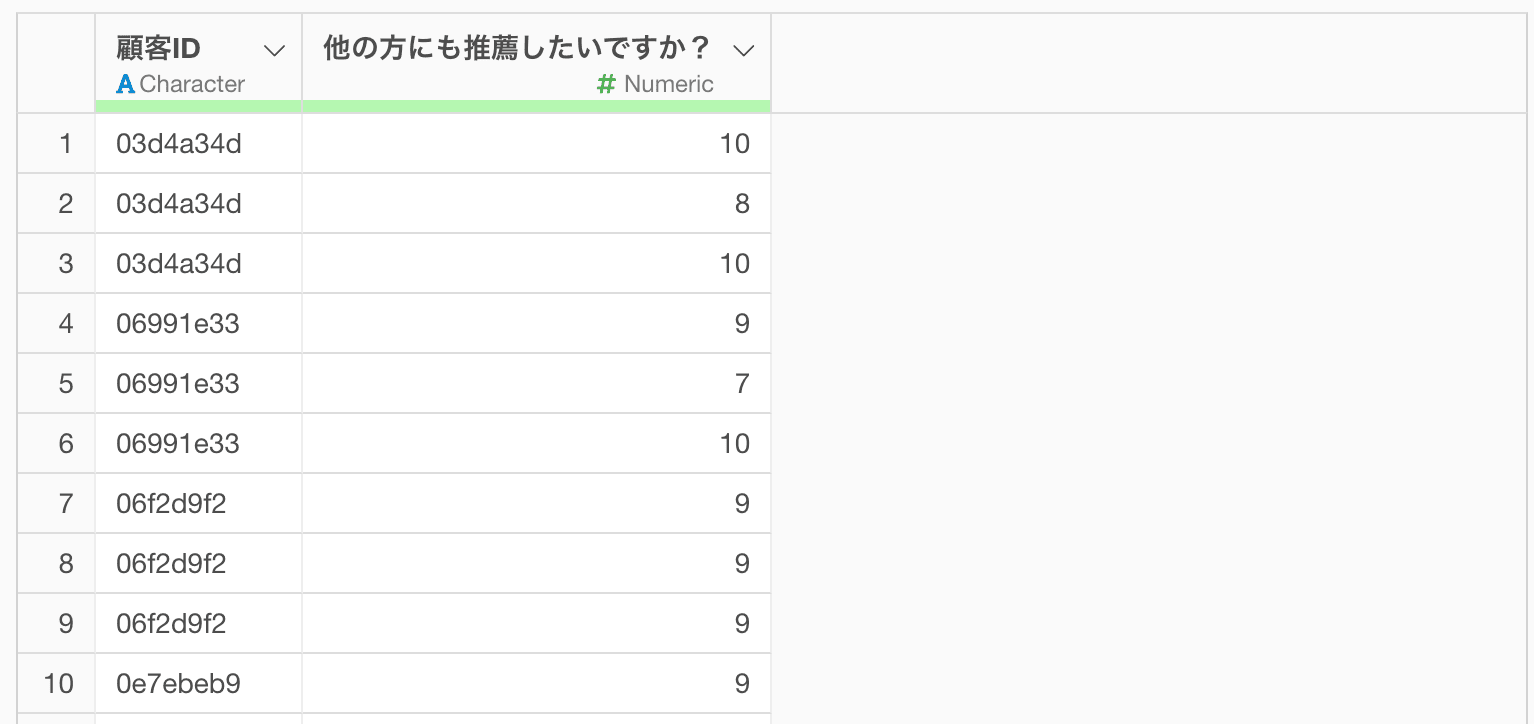 顧客ID 他の方にも推薦したいですか？
A Character # Numeric
1 03d4a34d 10
2 03d4a34d 8
3 03d4a34d 10
4 06991e33 9
5 06991e33 7
6 06991e33 10
7 06f2d9f2 9
8 06f2d9f2 9
9 06f2d9f2 9
10 0e7ebeb9 9